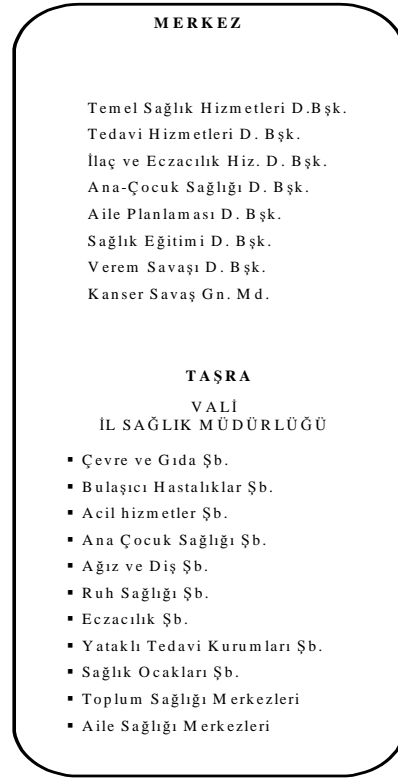 MERKEZ
Temel Sağlık Hizmetleri D.Bşk.
Tedavi Hizmetleri D. Bşk.
İlaç ve Eczacılık Hiz. D. Bşk.
Ana-Çocuk Sağlığı D. Bşk.
Aile Planlaması D. Bşk.
Sağlık Eğitimi D. Bşk.
Verem Savaşı D. Bşk.
Kanser Savaş Gn. Md.
TAŞRA
VALİ
İL SAĞLIK MÜDÜRLÜĞÜ
▪ Çevre ve Gıda Şb.
▪ Bulaşıcı Hastalıklar Şb.
▪ Acil hizmetler Şb.
▪ Ana Çocuk Sağlığı Şb.
▪ Ağız ve Diş Şb.
▪ Ruh Sağlığı Şb.
▪ Eczacılık Şb.
▪ Yataklı Tedavi Kurumları Şb.
▪ Sağlık Ocakları Şb.
▪ Toplum Sağlığı Merkezleri
▪ Aile Sağlığı Merkezleri